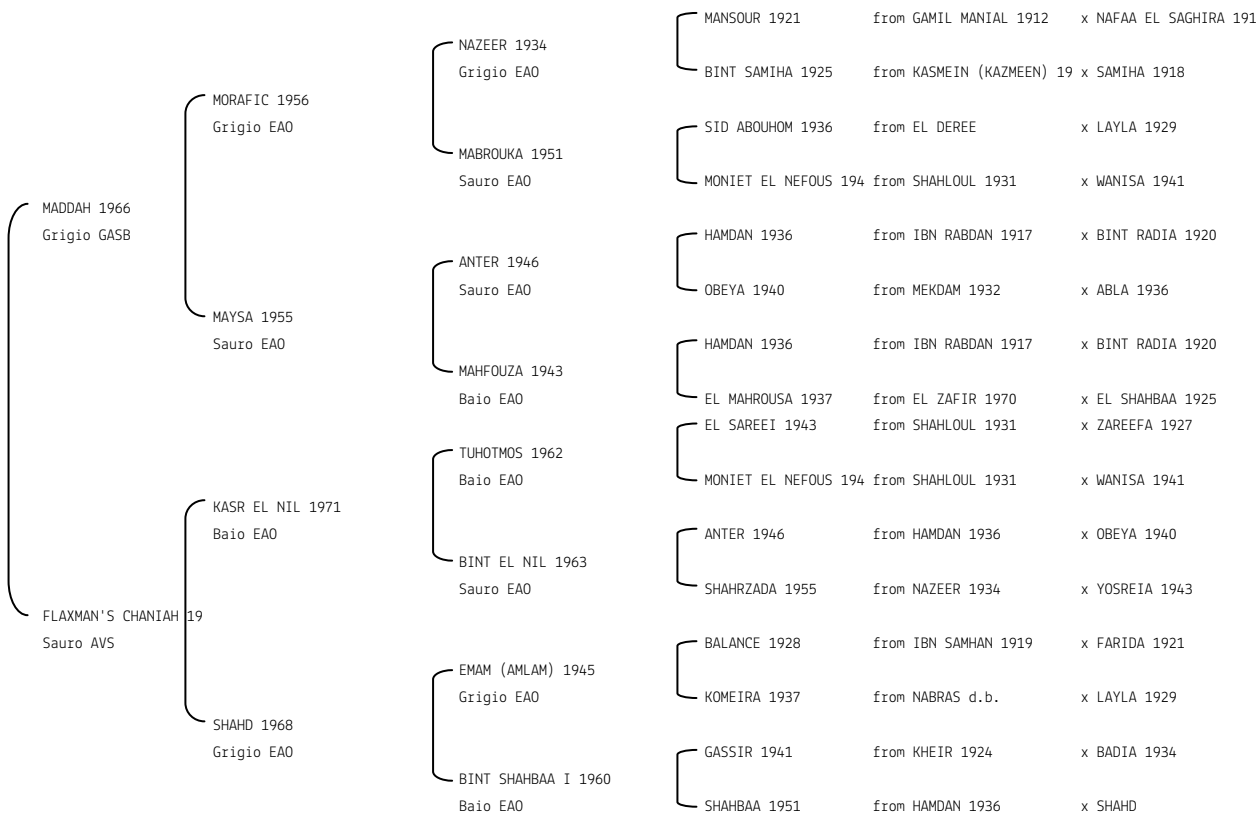 MANSOUR 1921 from GAMIL MANIAL 1912 x NAFAA EL SAGHIRA 191
NAZEER 1934
Grigio EAO
BINT SAMIHA 1925 from KASMEIN (KAZMEEN) 19 x SAMIHA 1918
MORAFIC 1956
Grigio EAO
SID ABOUHOM 1936 from EL DEREE x LAYLA 1929
MABROUKA 1951
Sauro EAO
MONIET EL NEFOUS 194 from SHAHLOUL 1931 x WANISA 1941
MADDAH 1966
Grigio GASB
HAMDAN 1936 from IBN RABDAN 1917 x BINT RADIA 1920
ANTER 1946
Sauro EAO
OBEYA 1940 from MEKDAM 1932 x ABLA 1936
MAYSA 1955
Sauro EAO
HAMDAN 1936 from IBN RABDAN 1917 x BINT RADIA 1920
MAHFOUZA 1943
Baio EAO
EL MAHROUSA 1937 from EL ZAFIR 1970 x EL SHAHBAA 1925
EL SAREEI 1943 from SHAHLOUL 1931 x ZAREEFA 1927
TUHOTMOS 1962
Baio EAO
MONIET EL NEFOUS 194 from SHAHLOUL 1931 x WANISA 1941
KASR EL NIL 1971
Baio EAO
ANTER 1946 from HAMDAN 1936 x OBEYA 1940
BINT EL NIL 1963
Sauro EAO
SHAHRZADA 1955 from NAZEER 1934 x YOSREIA 1943
FLAXMAN'S CHANIAH 19
Sauro AVS
BALANCE 1928 from IBN SAMHAN 1919 x FARIDA 1921
EMAM (AMLAM) 1945
Grigio EAO
KOMEIRA 1937 from NABRAS d.b. x LAYLA 1929
SHAHD 1968
Grigio EAO
GASSIR 1941 from KHEIR 1924 x BADIA 1934
BINT SHAHBAA I 1960
Baio EAO
SHAHBAA 1951 from HAMDAN 1936 x SHAHD